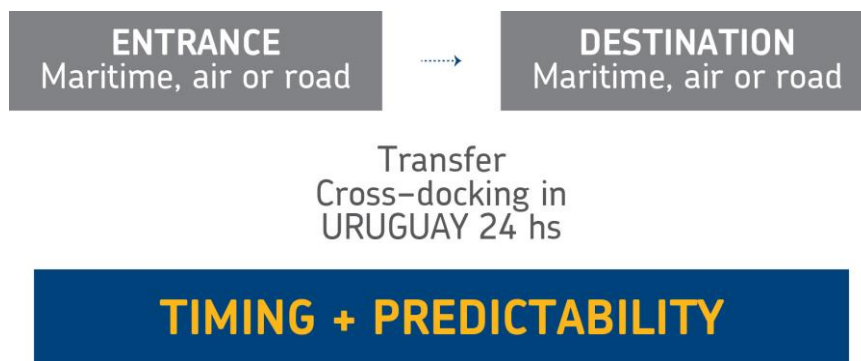 ENTRANCE
Maritime, air or road
DESTINATION
Maritime, air or road
Transfer
Cross-docking in
URUGUAY 24 hs
TIMING + PREDICTABILITY